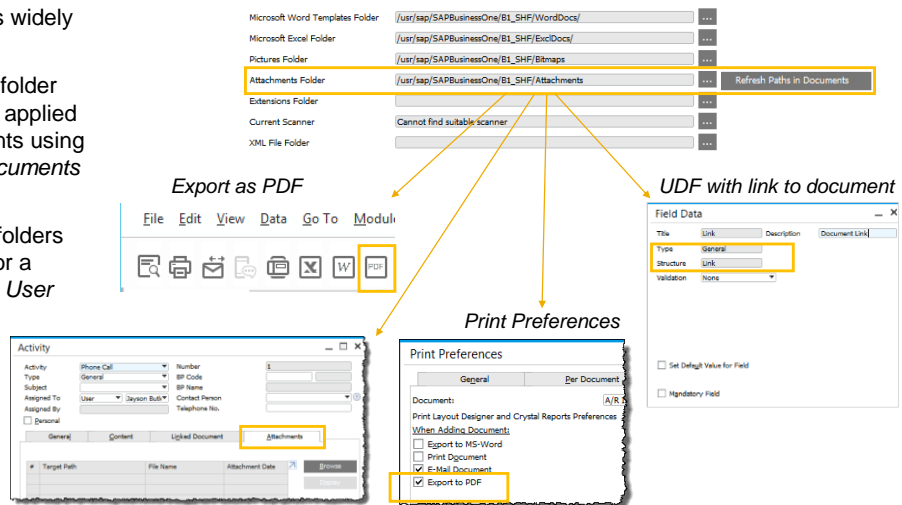 s widely
folder
applied
nts using
cuments
folders
or a
User
Microsoft Word Templates Folder /usr/sap/SAPBusinessOne/B1_SHF/WordDocs/ ...
Microsoft Excel Folder /usr/sap/SAPBusinessOne/B1_SHF/ExclDocs/ ...
Pictures Folder /usr/sap/SAPBusinessOne/B1_SHF/Bitmaps ...
Attachments Folder /usr/sap/SAPBusinessOne/B1_SHF/Attachments ... Refresh Paths in Documents
Extensions Folder ...
Current Scanner Cannot find suitable scanner ...
XML File Folder ...
Export as PDF
File Edit View Data Go To Module
W PDF
UDF with link to document
Field Data
Title Link Description Document Link
Type General
Structure Link
Validation None
Set Default Value for Field
Mandatory Field
Activity
Activity Phone Call Number 1
Type General BP Code
Subject BP Name
Assigned To User Jayson Butl Contact Person
Assigned By Telephone No.
Personal
General Content Linked Document Attachments
# Target Path File Name Attachment Date Browse
Display
Print Preferences
Print Preferences
General Per Document
Document: A/R
Print Layout Designer and Crystal Reports Preferences
When Adding Document:
Export to MS-Word
Print Document
E-Mail Document
Export to PDF